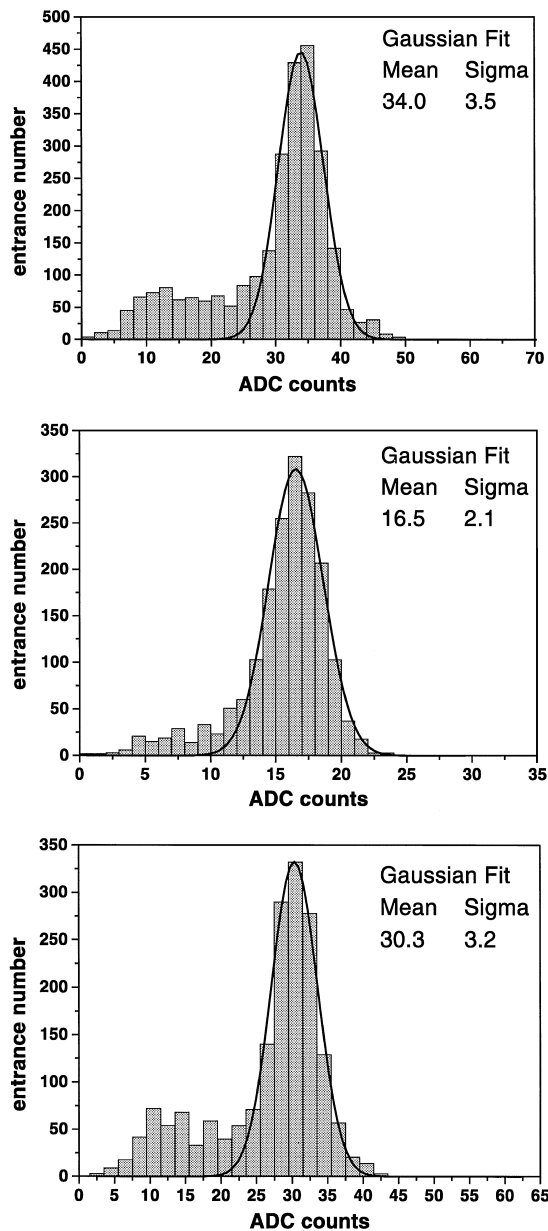 500
450
400
350
300
250
200
150
100
50
0
entrance number
Gaussian Fit
Mean Sigma
34.0 3.5
0 10 20 30 40 50 60 70
ADC counts
350
300
250
200
150
100
50
0
entrance number
Gaussian Fit
Mean Sigma
16.5 2.1
0 5 10 15 20 25 30 35
ADC counts
350
300
250
200
150
100
50
0
entrance number
Gaussian Fit
Mean Sigma
30.3 3.2
0 5 10 15 20 25 30 35 40 45 50 55 60 65
ADC counts